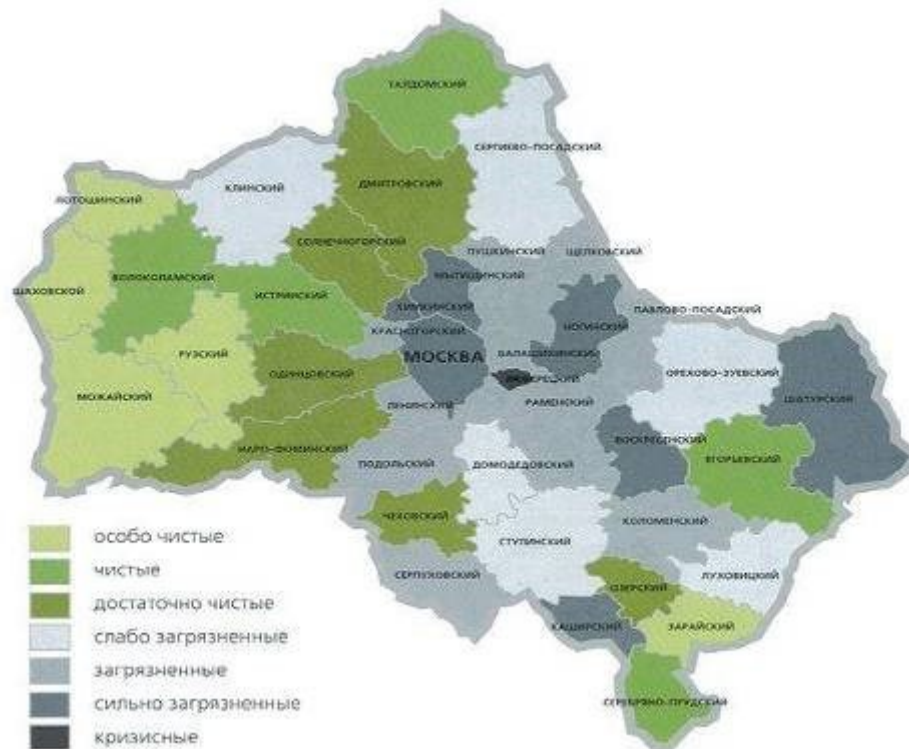 ТАЛДОМСКИЙ
СЕРГИЕВО-ПОСАДСКИЙ
КЛИНСКИЙ
ДМИТРОВСКИЙ
ЛОТОШИНСКИЙ
СОЛНЕЧНОГОРСКИЙ
ПУШКИНСКИЙ
ЩЕЛКОВСКИЙ
ВОЛОКОЛАМСКИЙ
МЫТИЩИНСКИЙ
ШАХОВСКОЙ
ИСТРИНСКИЙ
ХИМКИНСКИЙ
ПАВЛОВО-ПОСАДСКИЙ
КРАСНОГОРСКИЙ
НОГИНСКИЙ
РУЗСКИЙ
МОСКВА
БАЛАШИХИНСКИЙ
ОДИНЦОВСКИЙ
ОРЕХОВО-ЗУЕВСКИЙ
ЛЮБЕРЕЦКИЙ
МОЖАЙСКИЙ
ЛЕНИНСКИЙ
РАМЕНСКИЙ
ШАТУРСКИЙ
НАРО-ФОМИНСКИЙ
ВОСКРЕСЕНСКИЙ
ПОДОЛЬСКИЙ
ДОМОДЕДОВСКИЙ
ЕГОРЬЕВСКИЙ
ЧЕХОВСКИЙ
КОЛОМЕНСКИЙ
СТУПИНСКИЙ
СЕРПУХОВСКИЙ
ЛУХОВИЦКИЙ
ОЗЕРСКИЙ
КАШИРСКИЙ
ЗАРАЙСКИЙ
СЕРЕБРЯНО-ПРУДСКИЙ
особо чистые
чистые
достаточно чистые
слабо загрязненные
загрязненные
сильно загрязненные
кризисные